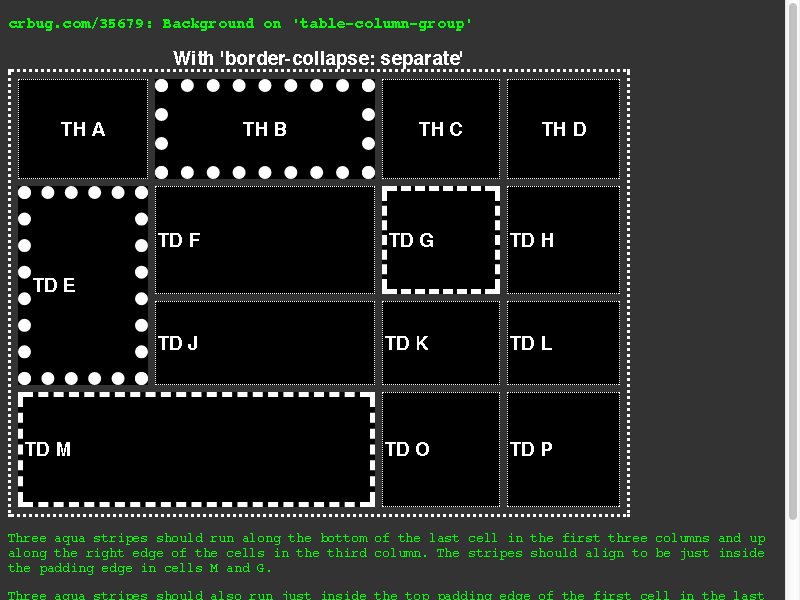 crbug.com/35679: Background on 'table-column-group'
With 'border-collapse: separate'
TH A TH B TH C TH D
TD F TD G TD H
TD E
TD J TD K TD L
TD M TD O TD P
Three aqua stripes should run along the bottom of the last cell in the first three columns and up
along the right edge of the cells in the third column. The stripes should align to be just inside
the padding edge in cells M and G.
Three aqua stripes should also run just inside the top padding edge of the first cell in the last